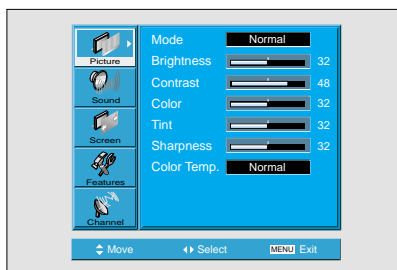 Picture
Sound
Screen
Features
Channel
Mode Normal
Brightness 32
Contrast 48
Color 32
Tint 32
Sharpness 32
Color Temp. Normal
Move Select MENU Exit